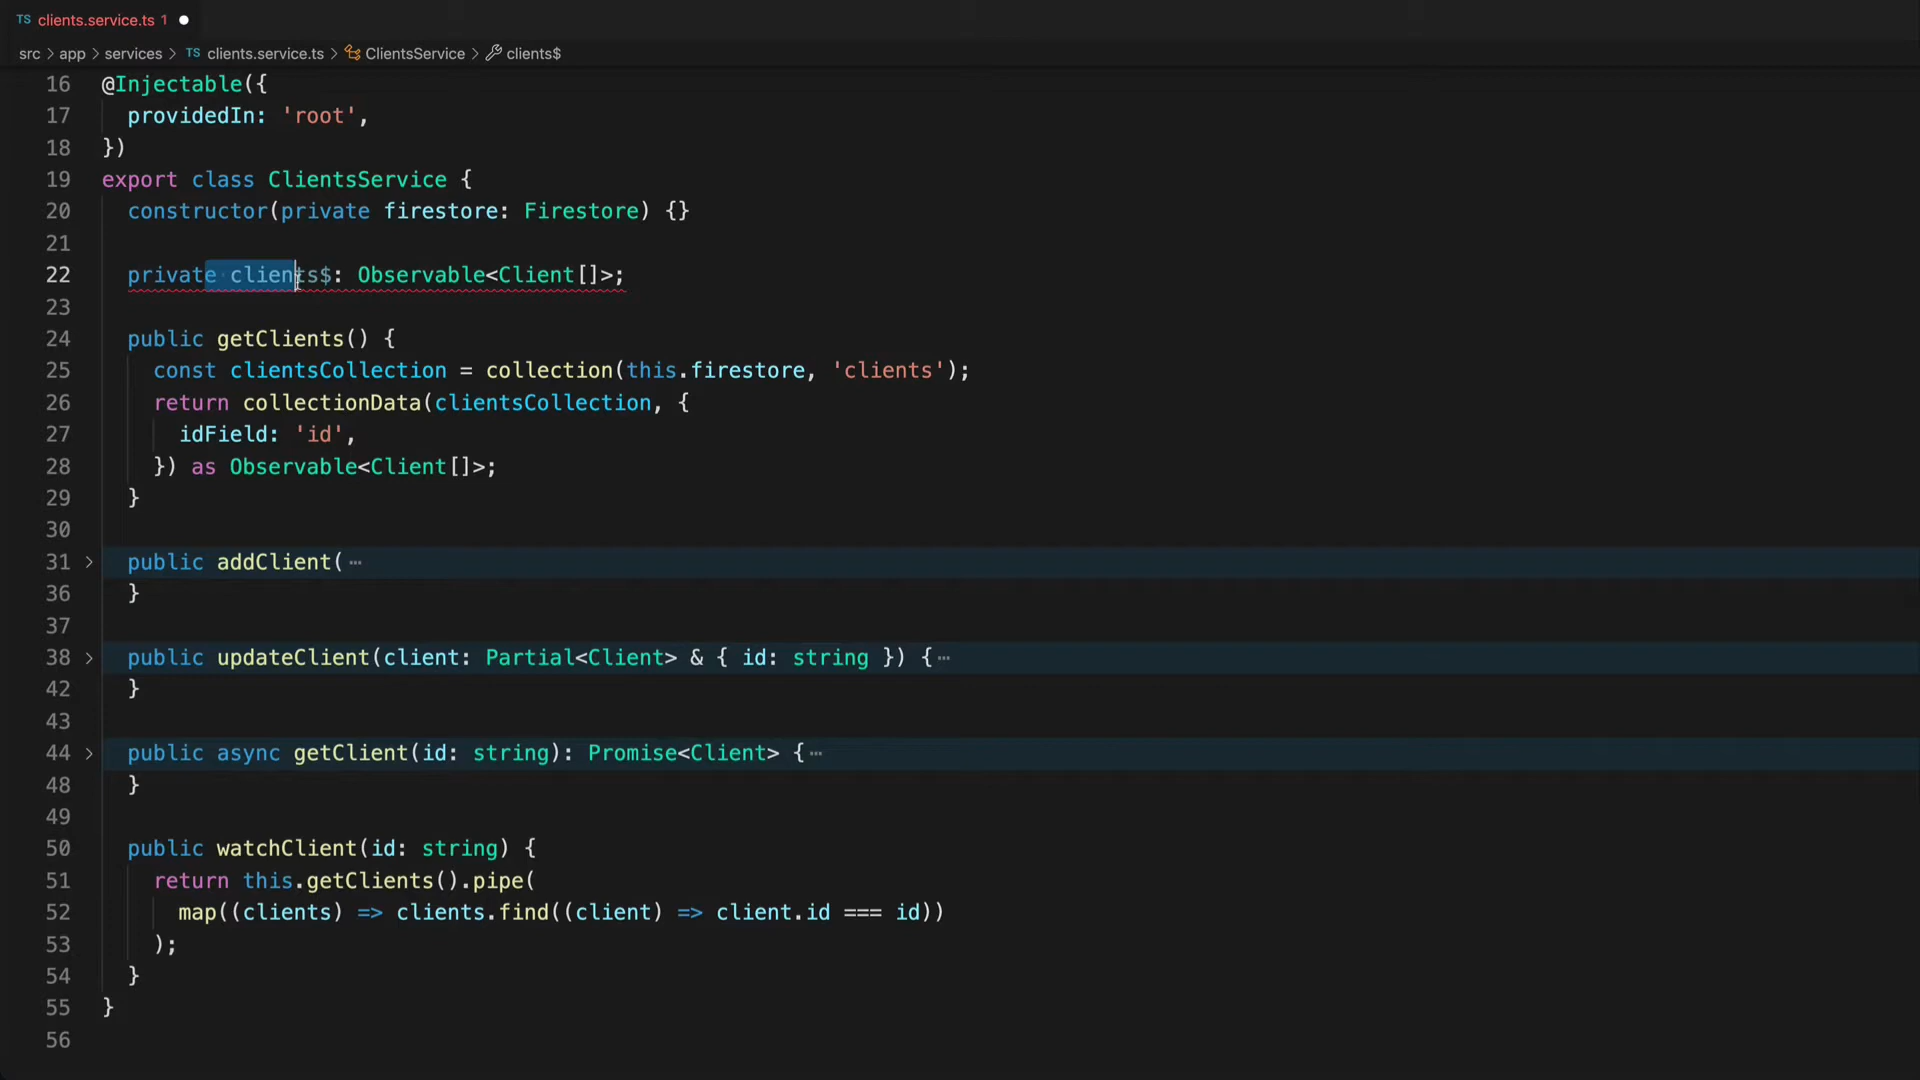 TS clients.service.ts 1 ●
src > app > services > TS clients.service.ts > ClientsService > clients$
16 @Injectable({
17   providedIn: 'root',
18 })
19 export class ClientsService {
20   constructor(private firestore: Firestore) {}
21
22   private clients$: Observable<Client[]>;
23
24   public getClients() {
25     const clientsCollection = collection(this.firestore, 'clients');
26     return collectionData(clientsCollection, {
27       idField: 'id',
28     }) as Observable<Client[]>;
29   }
30
31 >   public addClient( ⋯
36   }
37
38 >   public updateClient(client: Partial<Client> & { id: string }) { ⋯
42   }
43
44 >   public async getClient(id: string): Promise<Client> { ⋯
48   }
49
50   public watchClient(id: string) {
51     return this.getClients().pipe(
52       map((clients) => clients.find((client) => client.id === id))
53     );
54   }
55 }
56